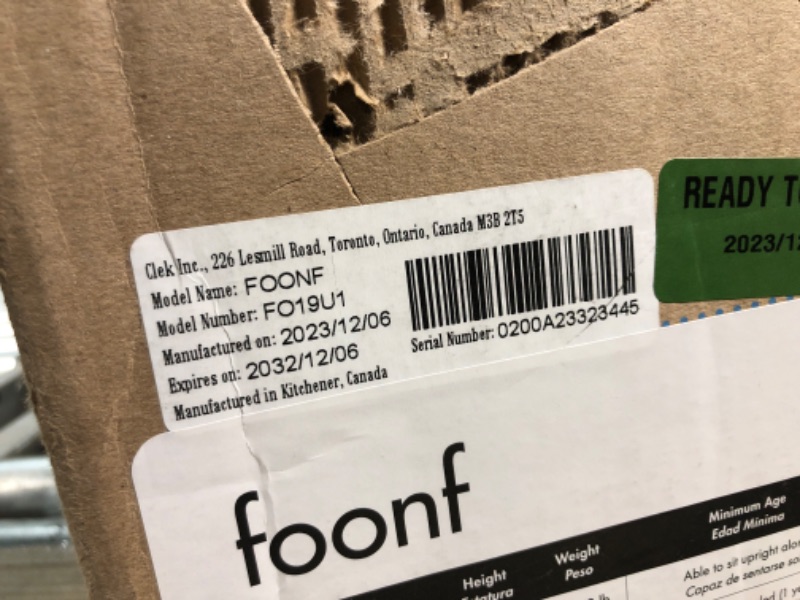 Clek Inc., 226 Lesmill Road, Toronto, Ontario, Canada M3B 2T5
Model Name: FOONF
Model Number: FO19U1
Manufactured on: 2023/12/06
Expires on: 2032/12/06
Manufactured in Kitchener, Canada
Serial Number: 0200A23323445
READY
2023/12
foonf
Height
Estatura
Weight
Peso
Minimum Age
Edad Mínima
Able to sit upright
Capaz de sentarse